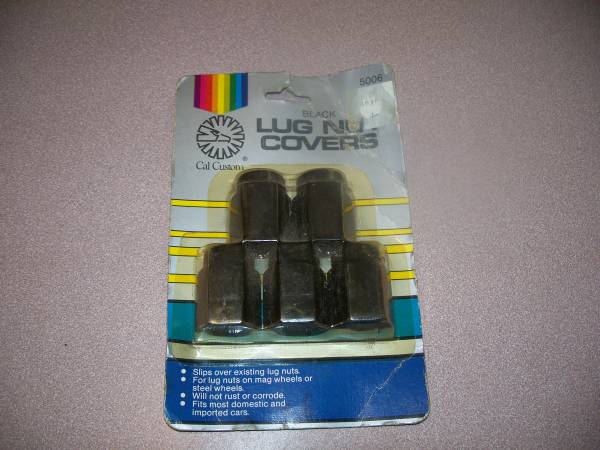 5006
BLACK
LUG NUT
COVERS
Cal Custom®
• Slips over existing lug nuts.
• For lug nuts on mag wheels or
steel wheels.
• Will not rust or corrode.
• Fits most domestic and
imported cars.